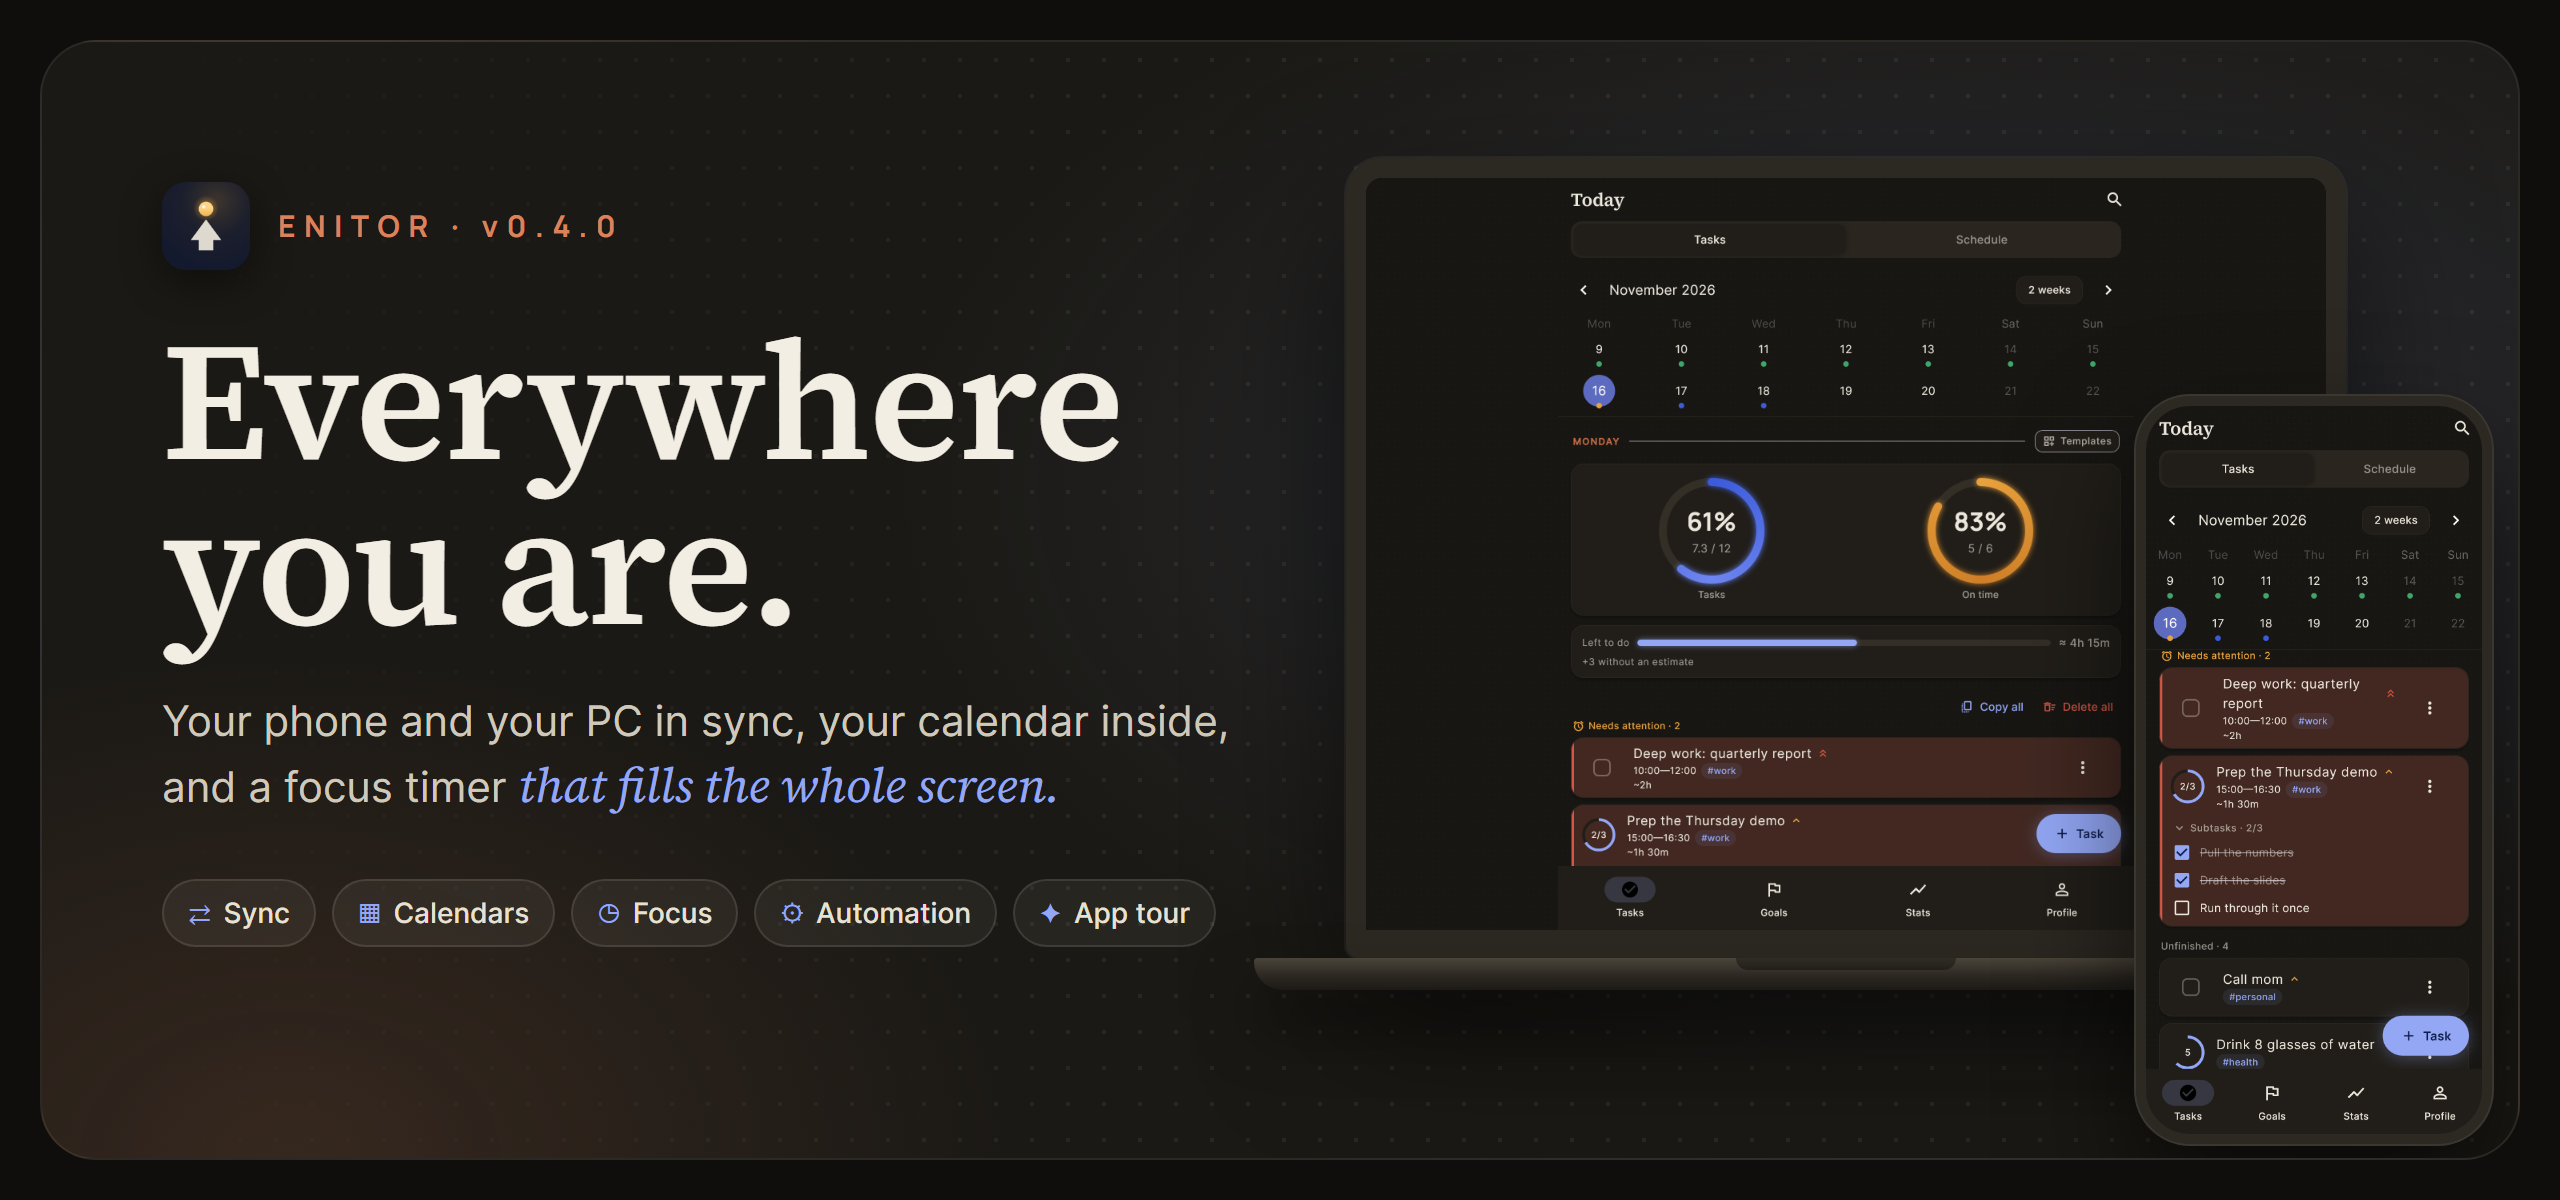 ENITOR · v0.4.0
Everywhere
you are.
Your phone and your PC in sync, your calendar inside,
and a focus timer that fills the whole screen.
Sync
Calendars
Focus
Automation
App tour
Today
Tasks Schedule
November 2026 2 weeks
Mon Tue Wed Thu Fri Sat Sun
9 10 11 12 13 14 15
16 17 18 19 20 21 22
MONDAY Templates
61% 83%
7.3 / 12 5 / 6
Tasks On time
Left to do ≈ 4h 15m
+3 without an estimate
Copy all Delete all
Needs attention · 2
Deep work: quarterly report
10:00—12:00 #work
~2h
Prep the Thursday demo
2/3
15:00—16:30 #work
~1h 30m
+ Task
Tasks Goals Stats Profile
Today
Tasks Schedule
November 2026 2 weeks
Mon Tue Wed Thu Fri Sat Sun
9 10 11 12 13 14 15
16 17 18 19 20 21 22
Needs attention · 2
Deep work: quarterly
report
10:00—12:00 #work
~2h
Prep the Thursday demo
2/3
15:00—16:30 #work
~1h 30m
Subtasks · 2/3
Pull the numbers
Draft the slides
Run through it once
Unfinished · 4
Call mom
#personal
+ Task
Drink 8 glasses of water
5
#health
Tasks Goals Stats Profile